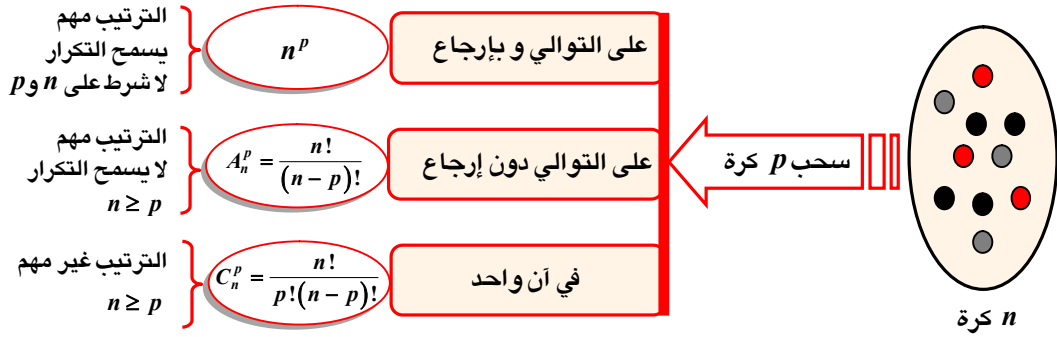 n كرة
سحب p كرة
على التوالي و بإرجاع
n^p
الترتيب مهم
يسمح التكرار
لا شرط على n و p
على التوالي دون إرجاع
A_n^p = n! / (n − p)!
الترتيب مهم
لا يسمح التكرار
n ≥ p
في آن واحد
C_n^p = n! / p!(n − p)!
الترتيب غير مهم
n ≥ p